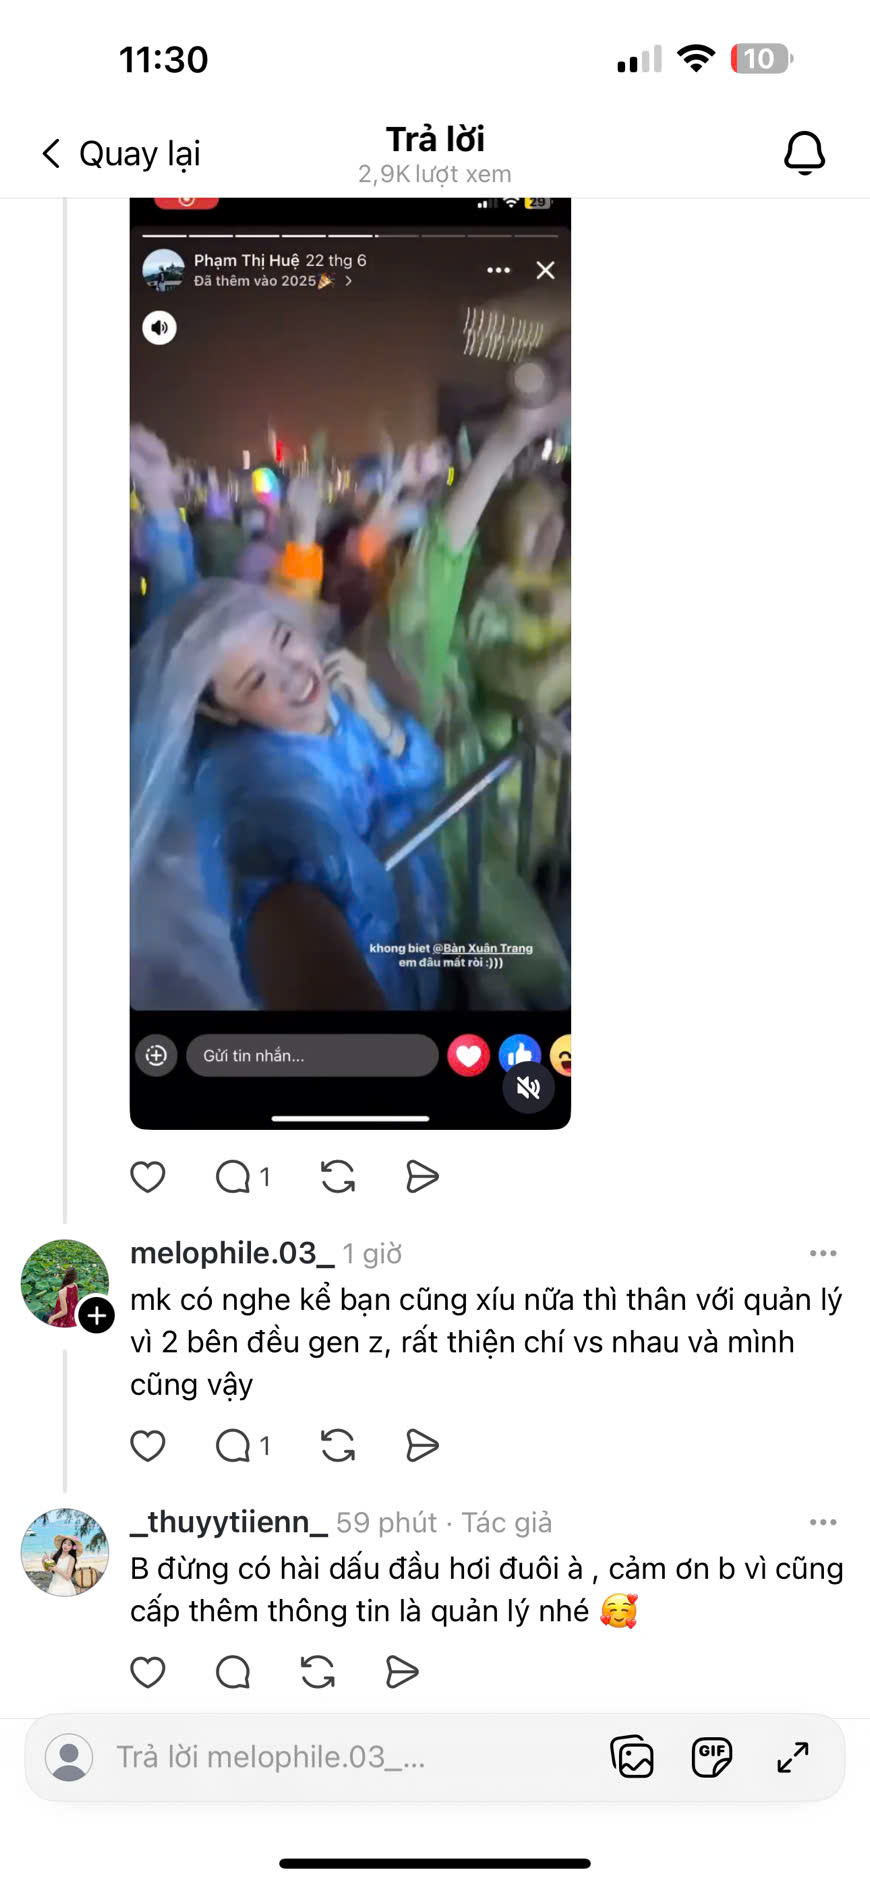 11:30
10
Quay lại
Trả lời
2,9K lượt xem
29
Phạm Thị Huệ 22 thg 6
Đã thêm vào 2025🎉 >
khong biet @Bàn Xuân Trang
em đâu mất ròi :)))
Gửi tin nhắn...
1
melophile.03_ 1 giờ
mk có nghe kể bạn cũng xíu nữa thì thân với quản lý
vì 2 bên đều gen z, rất thiện chí vs nhau và mình
cũng vậy
1
_thuyytiienn_ 59 phút · Tác giả
B đừng có hài dấu đầu hơi đuôi à , cảm ơn b vì cũng
cấp thêm thông tin là quản lý nhé 🥰
Trả lời melophile.03_...
GIF